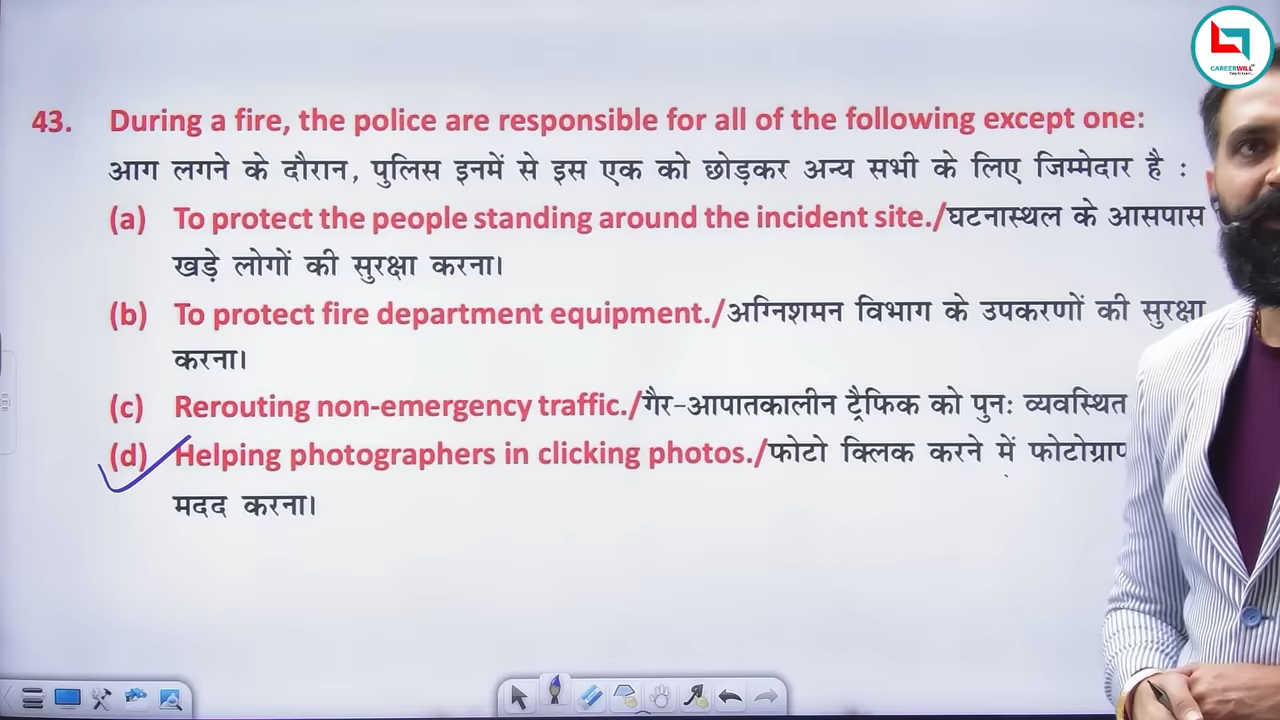 CAREERWILL
43. During a fire, the police are responsible for all of the following except one:
आग लगने के दौरान, पुलिस इनमें से इस एक को छोड़कर अन्य सभी के लिए जिम्मेदार है :
(a) To protect the people standing around the incident site./घटनास्थल के आसपास
खड़े लोगों की सुरक्षा करना।
(b) To protect fire department equipment./अग्निशमन विभाग के उपकरणों की सुरक्षा
करना।
(c) Rerouting non-emergency traffic./गैर-आपातकालीन ट्रैफिक को पुनः व्यवस्थित
(d) Helping photographers in clicking photos./फोटो क्लिक करने में
मदद करना।